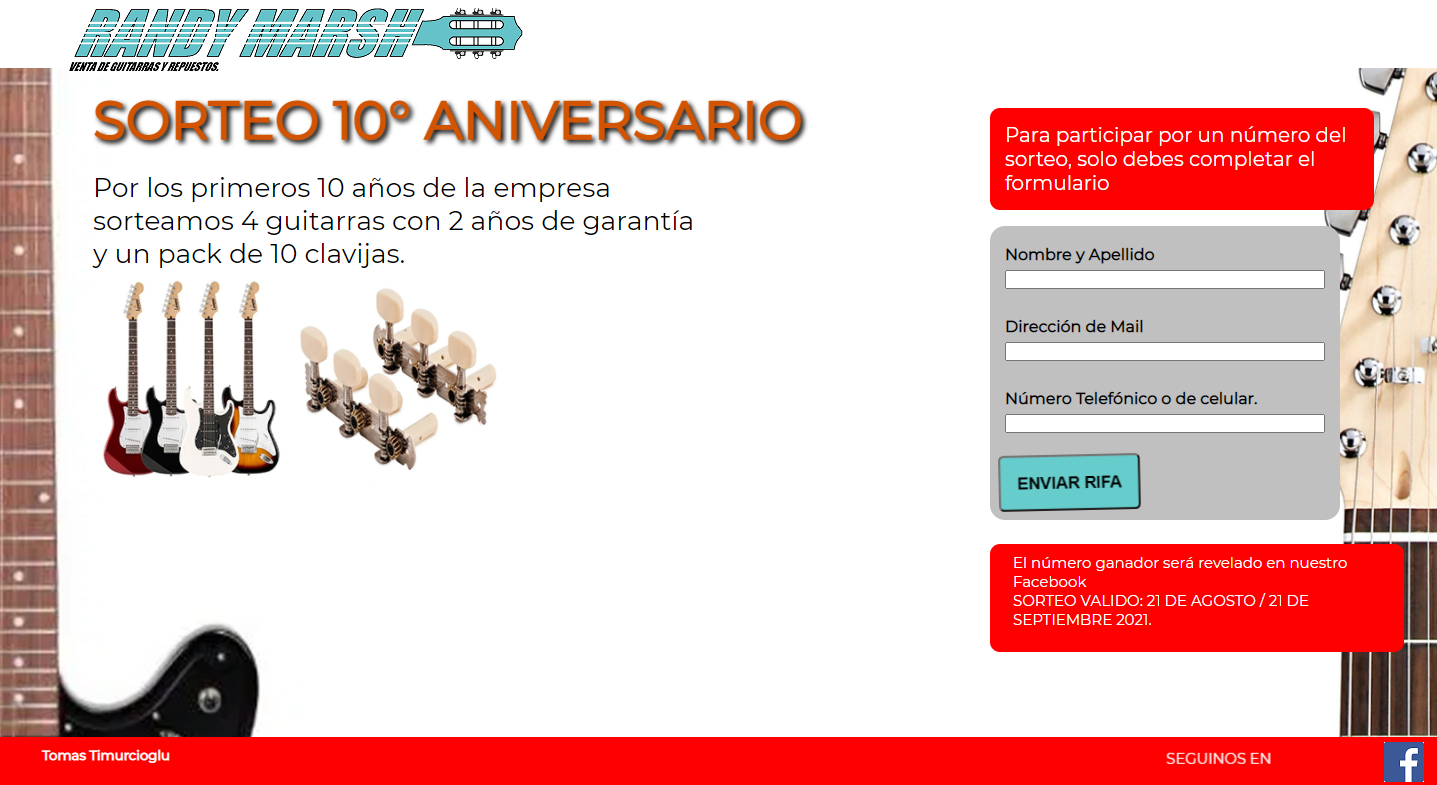 RANDY MARSH
VENTA DE GUITARRAS Y REPUESTOS.
SORTEO 10° ANIVERSARIO
Por los primeros 10 años de la empresa
sorteamos 4 guitarras con 2 años de garantía
y un pack de 10 clavijas.
Para participar por un número del
sorteo, solo debes completar el
formulario
Nombre y Apellido
Dirección de Mail
Número Telefónico o de celular.
ENVIAR RIFA
El número ganador será revelado en nuestro
Facebook
SORTEO VALIDO: 21 DE AGOSTO / 21 DE
SEPTIEMBRE 2021.
Tomas Timurcioglu
SEGUINOS EN
f